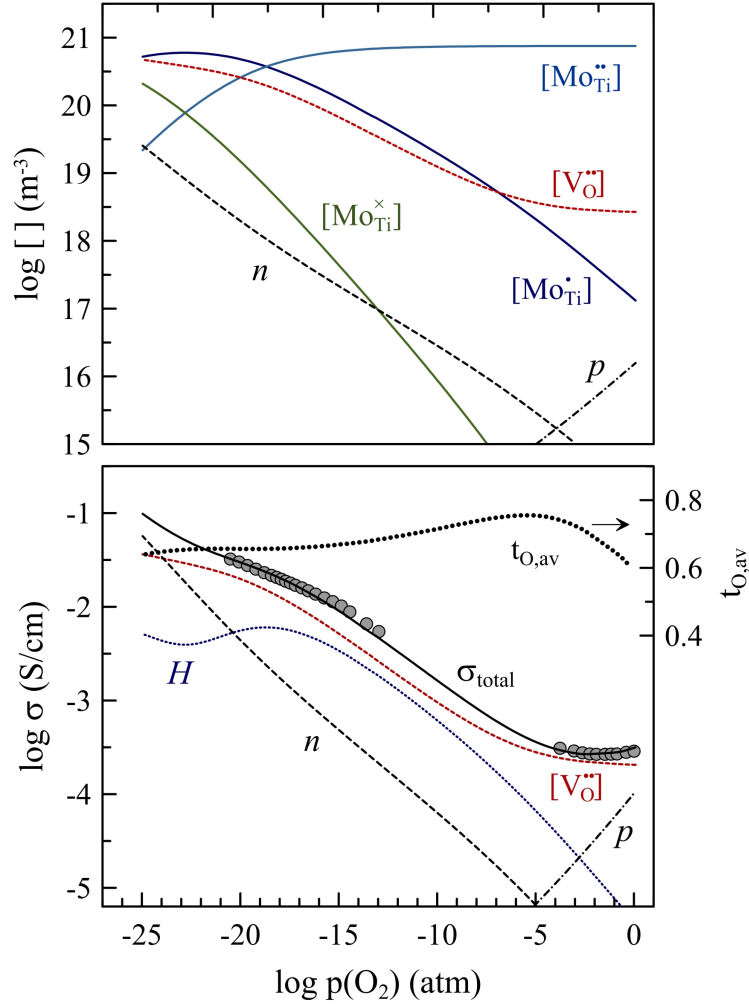 21
20
19
18
17
16
15
log [ ] (m⁻³)
[Mo••Ti]
[V••O]
[Mo×Ti]
n
[Mo•Ti]
p
-1
-2
-3
-4
-5
log σ (S/cm)
0.8
0.6
0.4
tO,av
tO,av
H
σtotal
n
[V••O]
p
-25
-20
-15
-10
-5
0
log p(O₂) (atm)